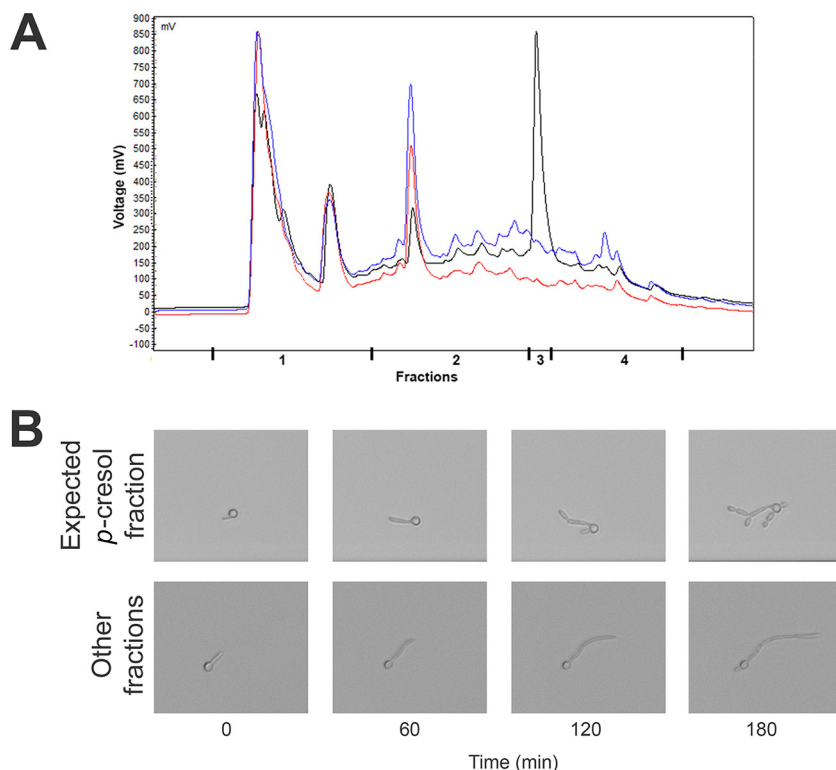 A
mV
900
850
800
750
700
650
600
550
500
450
400
350
300
250
200
150
100
50
0
-50
-100
Voltage (mV)
1 2 3 4
Fractions
B
Expected
p-cresol
fraction
Other
fractions
0 60 120 180
Time (min)